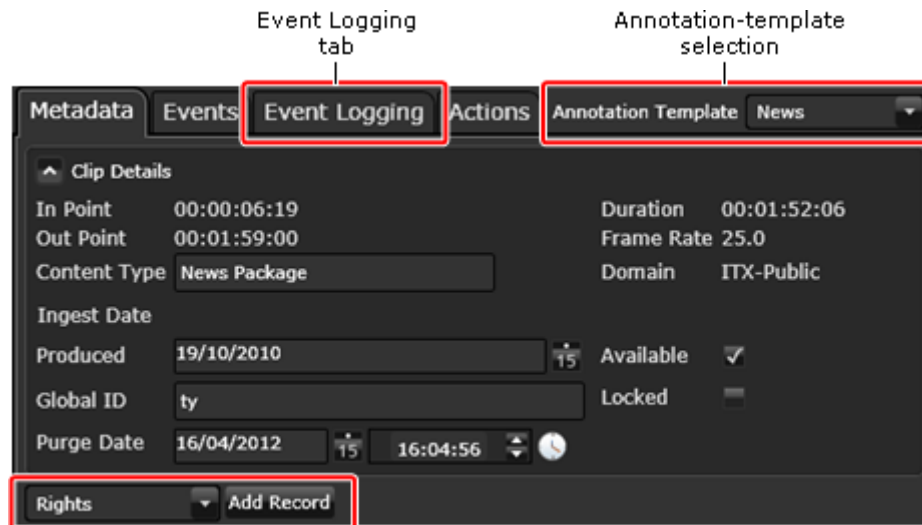 Event Logging
tab
Annotation-template
selection
Metadata Events Event Logging Actions Annotation Template News
Clip Details
In Point 00:00:06:19 Duration 00:01:52:06
Out Point 00:01:59:00 Frame Rate 25.0
Content Type News Package Domain ITX-Public
Ingest Date
Produced 19/10/2010 15 Available
Global ID ty Locked
Purge Date 16/04/2012 15 16:04:56
Rights Add Record